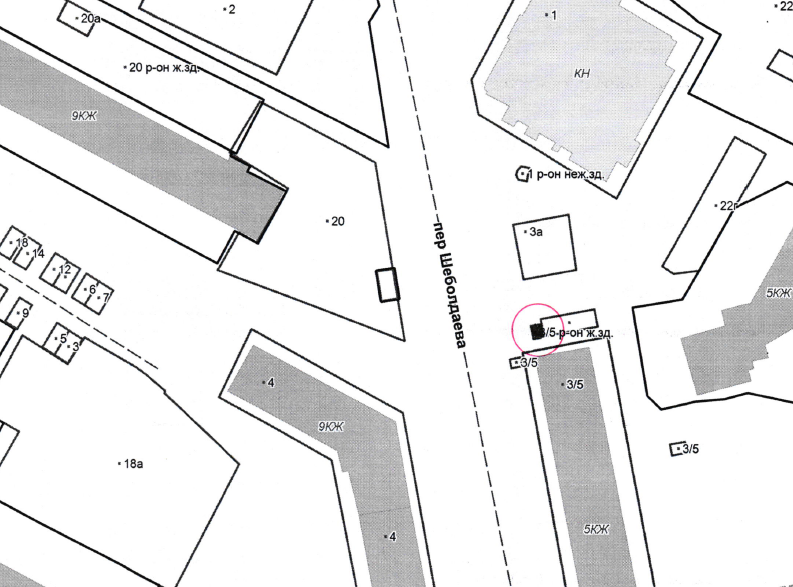 20а
2
1
22
20 р-он ж.зд.
КН
9КЖ
1 р-он неж.зд.
22г
20
3а
пер Шеболдаева
18
14
12
6
7
5КЖ
9
3/5-р-он ж.зд.
5
3
3/5
4
3/5
9КЖ
3/5
18а
5КЖ
4